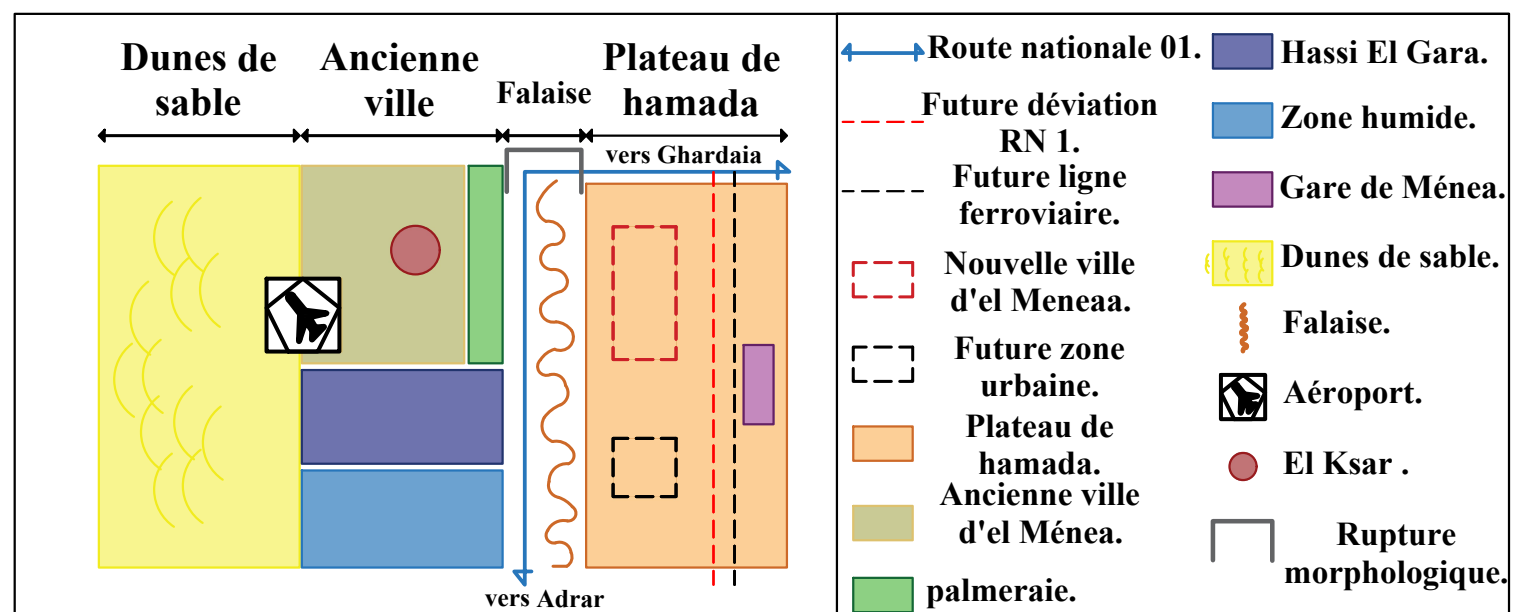 Dunes de
sable
Ancienne
ville
Falaise
Plateau de
hamada
vers Ghardaia
vers Adrar
Route nationale 01.
Future déviation
RN 1.
Future ligne
ferroviaire.
Nouvelle ville
d'el Meneaa.
Future zone
urbaine.
Plateau de
hamada.
Ancienne ville
d'el Ménea.
palmeraie.
Hassi El Gara.
Zone humide.
Gare de Ménea.
Dunes de sable.
Falaise.
Aéroport.
El Ksar .
Rupture
morphologique.